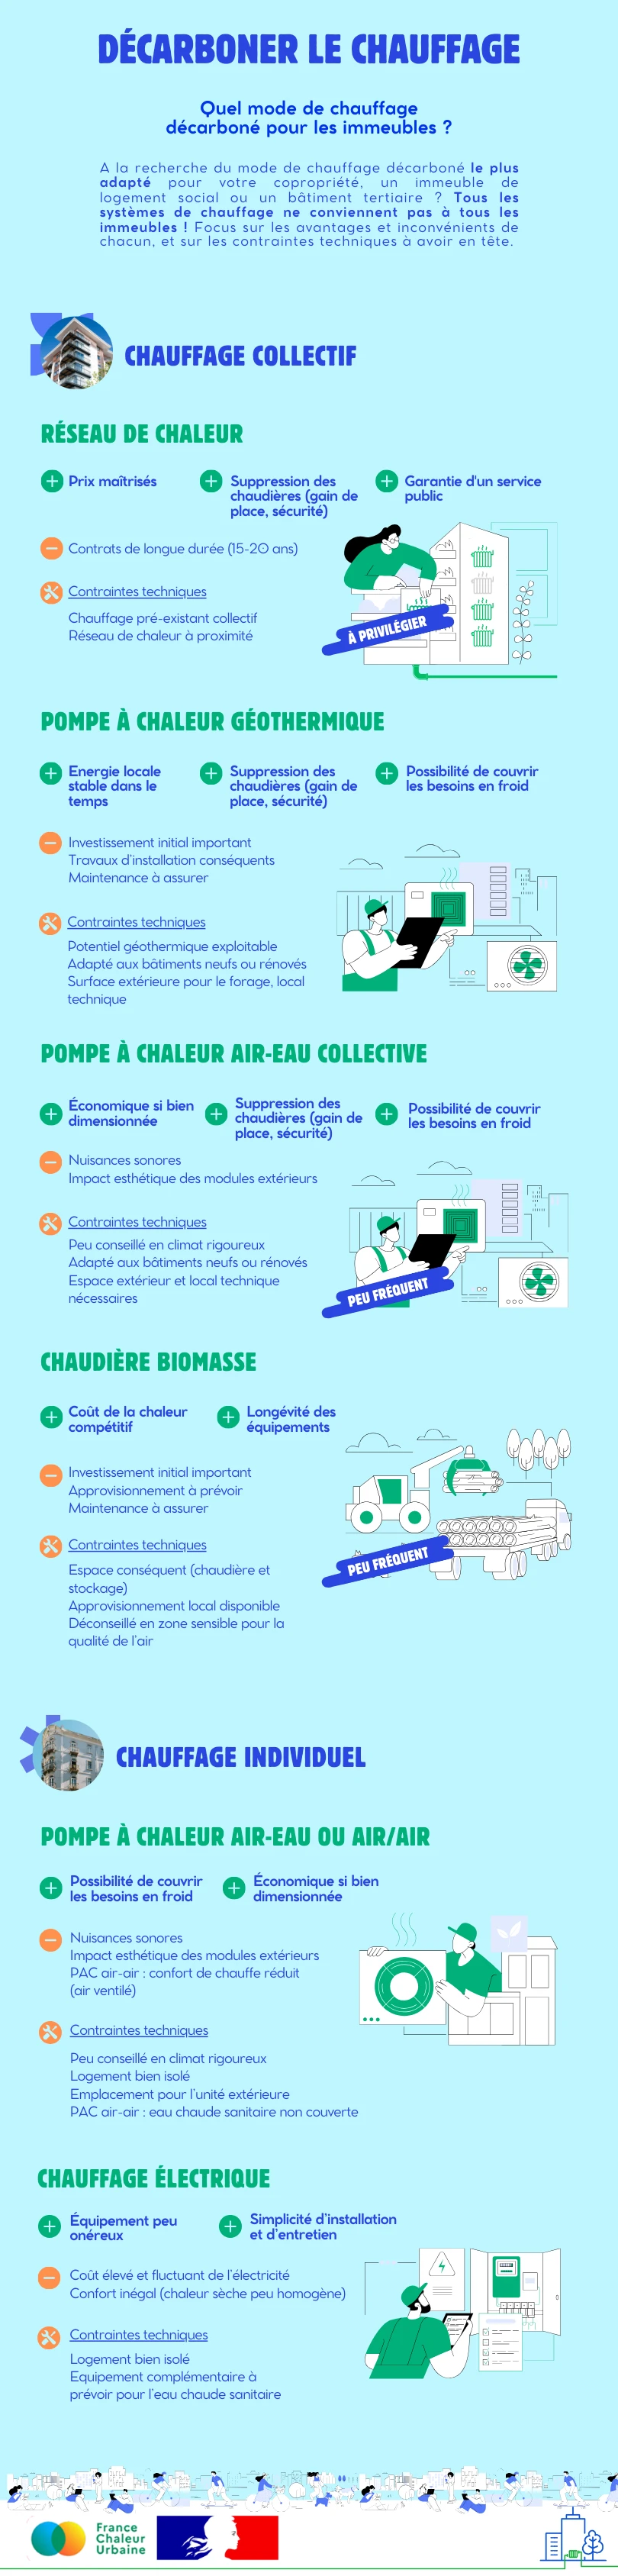 DÉCARBONER LE CHAUFFAGE
Quel mode de chauffage
décarboné pour les immeubles ?
A la recherche du mode de chauffage décarboné le plus
adapté pour votre copropriété, un immeuble de
logement social ou un bâtiment tertiaire ? Tous les
systèmes de chauffage ne conviennent pas à tous les
immeubles ! Focus sur les avantages et inconvénients de
chacun, et sur les contraintes techniques à avoir en tête.
CHAUFFAGE COLLECTIF
RÉSEAU DE CHALEUR
Prix maîtrisés
Suppression des
chaudières (gain de
place, sécurité)
Garantie d'un service
public
Contrats de longue durée (15-20 ans)
Contraintes techniques
Chauffage pré-existant collectif
Réseau de chaleur à proximité
À PRIVILÉGIER
POMPE À CHALEUR GÉOTHERMIQUE
Energie locale
stable dans le
temps
Suppression des
chaudières (gain de
place, sécurité)
Possibilité de couvrir
les besoins en froid
Investissement initial important
Travaux d'installation conséquents
Maintenance à assurer
Contraintes techniques
Potentiel géothermique exploitable
Adapté aux bâtiments neufs ou rénovés
Surface extérieure pour le forage, local
technique
POMPE À CHALEUR AIR-EAU COLLECTIVE
Économique si bien
dimensionnée
Suppression des
chaudières (gain de
place, sécurité)
Possibilité de couvrir
les besoins en froid
Nuisances sonores
Impact esthétique des modules extérieurs
Contraintes techniques
Peu conseillé en climat rigoureux
Adapté aux bâtiments neufs ou rénovés
Espace extérieur et local technique
nécessaires
PEU FRÉQUENT
CHAUDIÈRE BIOMASSE
Coût de la chaleur
compétitif
Longévité des
équipements
Investissement initial important
Approvisionnement à prévoir
Maintenance à assurer
Contraintes techniques
Espace conséquent (chaudière et
stockage)
Approvisionnement local disponible
Déconseillé en zone sensible pour la
qualité de l'air
PEU FRÉQUENT
CHAUFFAGE INDIVIDUEL
POMPE À CHALEUR AIR-EAU OU AIR/AIR
Possibilité de couvrir
les besoins en froid
Économique si bien
dimensionnée
Nuisances sonores
Impact esthétique des modules extérieurs
PAC air-air : confort de chauffe réduit
(air ventilé)
Contraintes techniques
Peu conseillé en climat rigoureux
Logement bien isolé
Emplacement pour l'unité extérieure
PAC air-air : eau chaude sanitaire non couverte
CHAUFFAGE ÉLECTRIQUE
Équipement peu
onéreux
Simplicité d'installation
et d'entretien
Coût élevé et fluctuant de l'électricité
Confort inégal (chaleur sèche peu homogène)
Contraintes techniques
Logement bien isolé
Equipement complémentaire à
prévoir pour l'eau chaude sanitaire
France
Chaleur
Urbaine